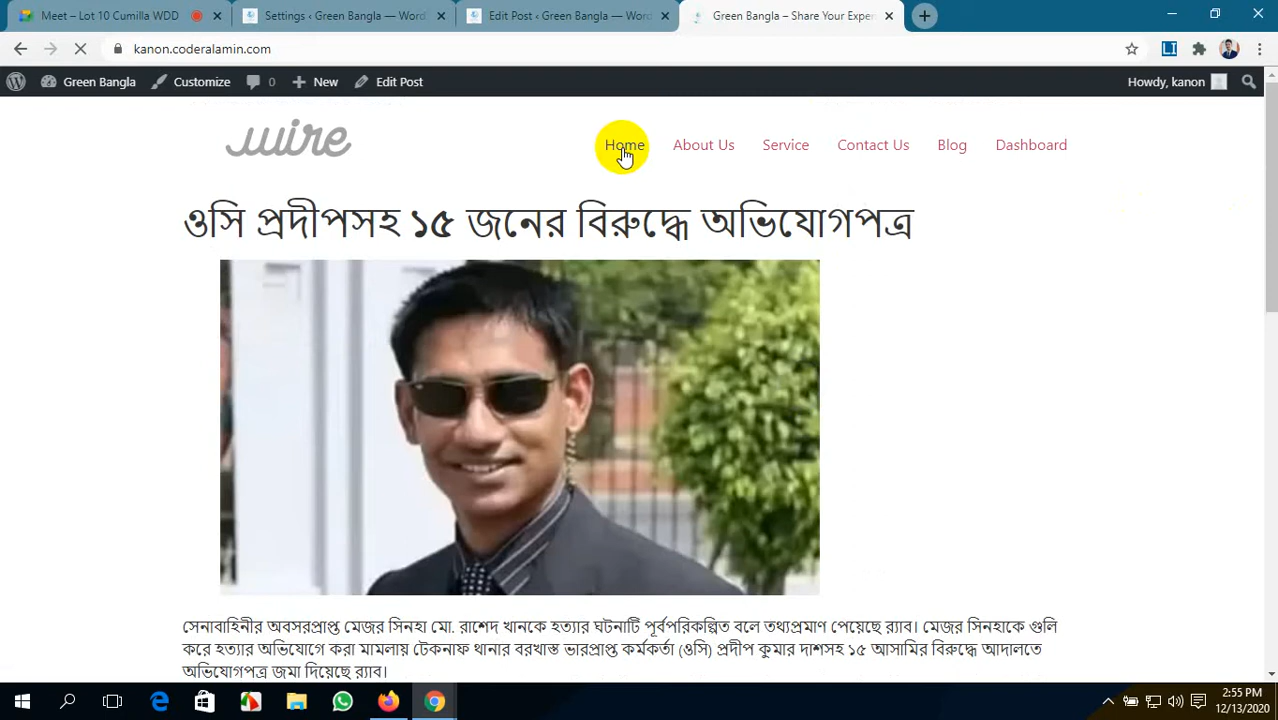 Meet – Lot 10 Cumilla WDD
Settings ‹ Green Bangla — Word
Edit Post ‹ Green Bangla — Word
Green Bangla – Share Your Exper
kanon.coderalamin.com
LI
Green Bangla Customize 0 New Edit Post Howdy, kanon
wire
Home About Us Service Contact Us Blog Dashboard
ওসি প্রদীপসহ ১৫ জনের বিরুদ্ধে অভিযোগপত্র
সেনাবাহিনীর অবসরপ্রাপ্ত মেজর সিনহা মো. রাশেদ খানকে হত্যার ঘটনাটি পূর্বপরিকল্পিত বলে তথ্যপ্রমাণ পেয়েছে র‍্যাব। মেজর সিনহাকে গুলি
করে হত্যার অভিযোগে করা মামলায় টেকনাফ থানার বরখাস্ত ভারপ্রাপ্ত কর্মকর্তা (ওসি) প্রদীপ কুমার দাশসহ ১৫ আসামির বিরুদ্ধে আদালতে
অভিযোগপত্র জমা দিয়েছে র‍্যাব।
2:55 PM
12/13/2020